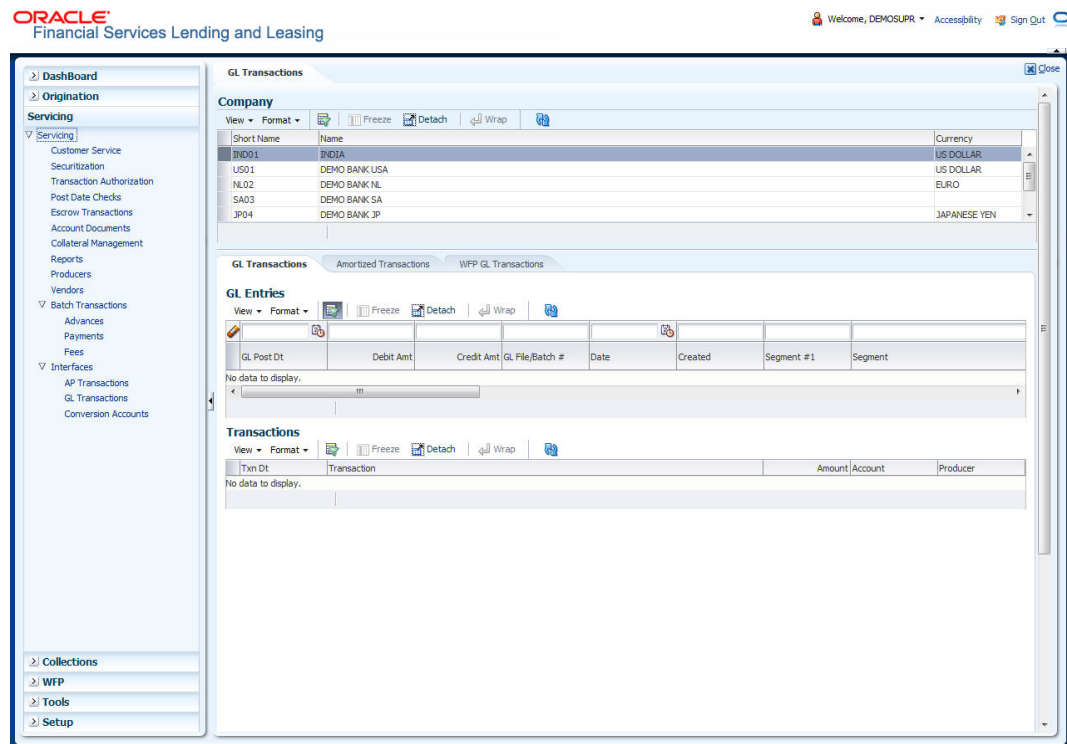 ORACLE
Financial Services Lending and Leasing
Welcome, DEMOSUPR
Accessibility
Sign Out
DashBoard
Origination
Servicing
Servicing
Customer Service
Securitization
Transaction Authorization
Post Date Checks
Escrow Transactions
Account Documents
Collateral Management
Reports
Producers
Vendors
Batch Transactions
Advances
Payments
Fees
Interfaces
AP Transactions
GL Transactions
Conversion Accounts
Collections
WFP
Tools
Setup
GL Transactions
Close
Company
View Format Freeze Detach Wrap
Short Name Name Currency
IND01 INDIA US DOLLAR
US01 DEMO BANK USA US DOLLAR
NL02 DEMO BANK NL EURO
SA03 DEMO BANK SA
JP04 DEMO BANK JP JAPANESE YEN
GL Transactions Amortized Transactions WFP GL Transactions
GL Entries
View Format Freeze Detach Wrap
GL Post Dt Debit Amt Credit Amt GL File/Batch # Date Created Segment #1 Segment
No data to display.
Transactions
View Format Freeze Detach Wrap
Txn Dt Transaction Amount Account Producer
No data to display.